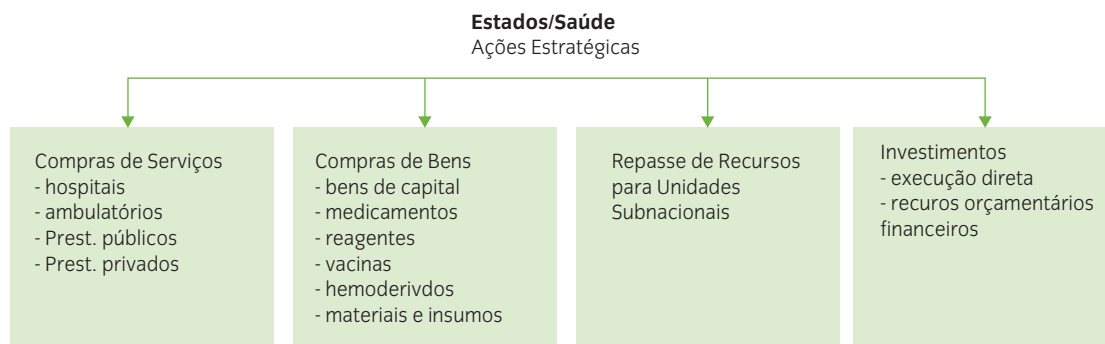 Estados/Saúde
Ações Estratégicas
Compras de Serviços
- hospitais
- ambulatórios
- Prest. públicos
- Prest. privados
Compras de Bens
- bens de capital
- medicamentos
- reagentes
- vacinas
- hemoderivdos
- materiais e insumos
Repasse de Recursos
para Unidades
Subnacionais
Investimentos
- execução direta
- recuros orçamentários
financeiros